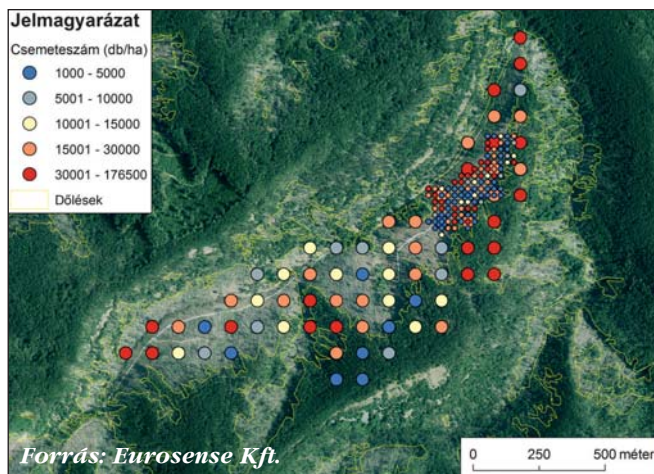 Jelmagyarázat
Csemeteszám (db/ha)
1000 - 5000
5001 - 10000
10001 - 15000
15001 - 30000
30001 - 176500
Dőlések
Forrás: Eurosense Kft.
0 250 500 méter